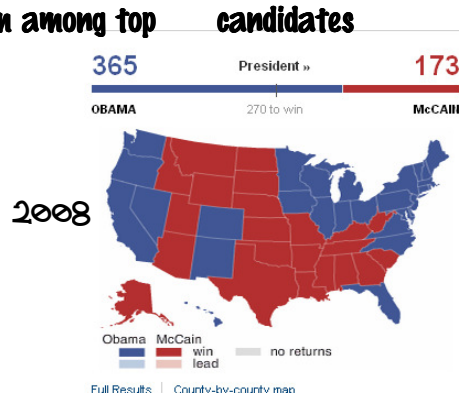 n among top candidates
365 President » 173
OBAMA 270 to win McCAIN
2008
Obama McCain
win no returns
lead
Full Results County-by-county map